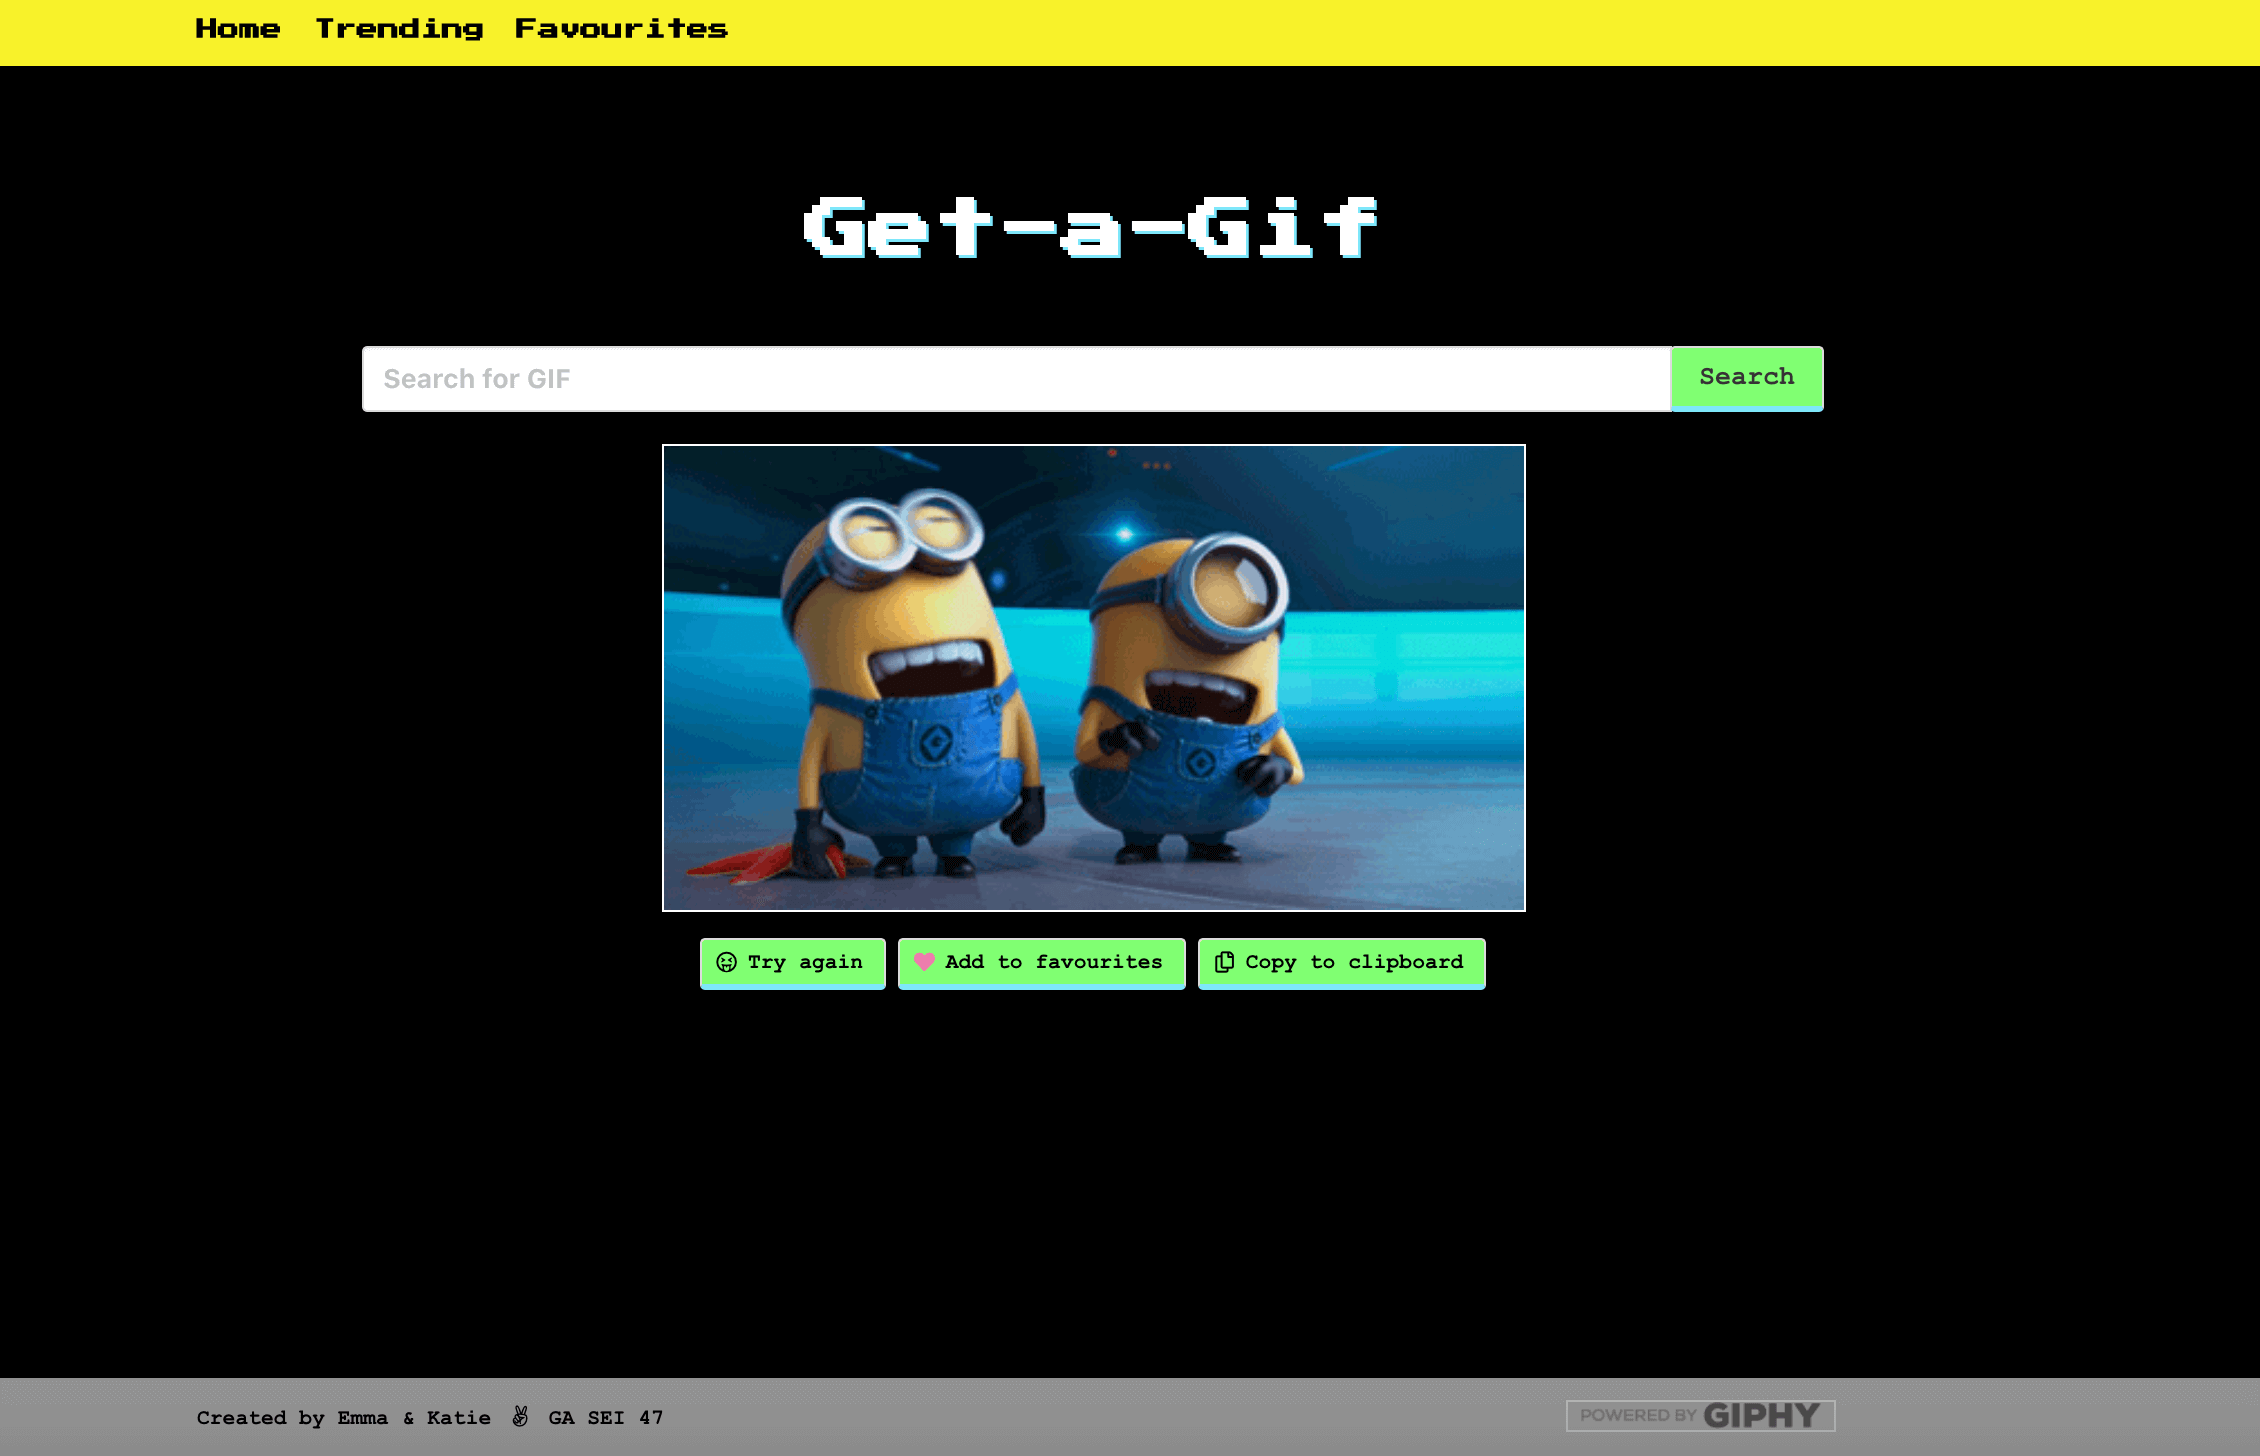 Home Trending Favourites
Get-a-Gif
Search for GIF
Search
Try again
Add to favourites
Copy to clipboard
Created by Emma & Katie ✌ GA SEI 47
POWERED BY GIPHY